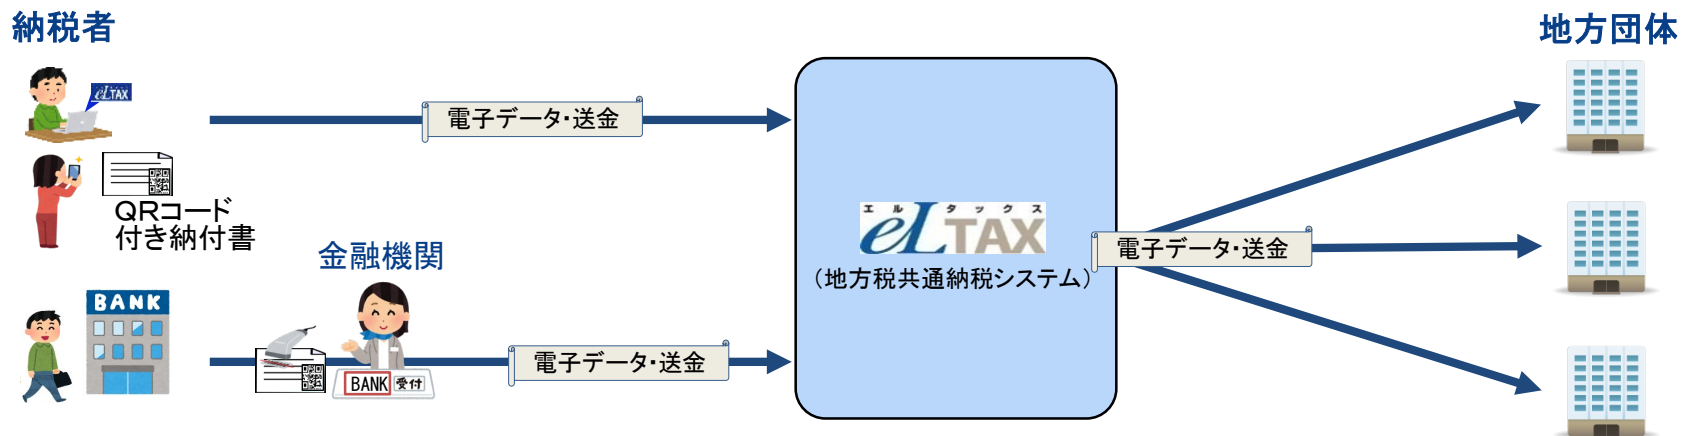 納税者
地方団体
eLTAX
電子データ・送金
QRコード
付き納付書
金融機関
エルタックス
eLTAX
(地方税共通納税システム)
電子データ・送金
BANK
電子データ・送金
BANK 受付